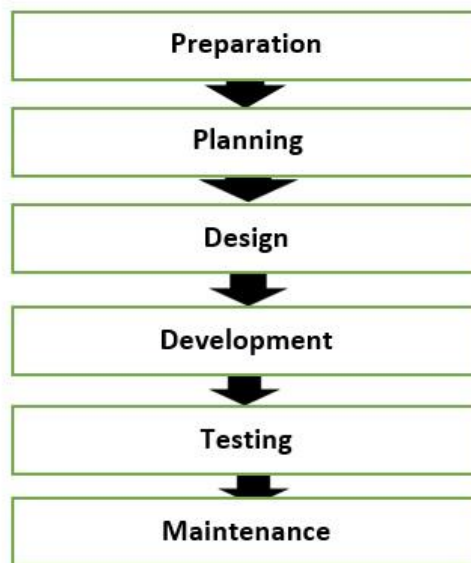 Preparation
Planning
Design
Development
Testing
Maintenance